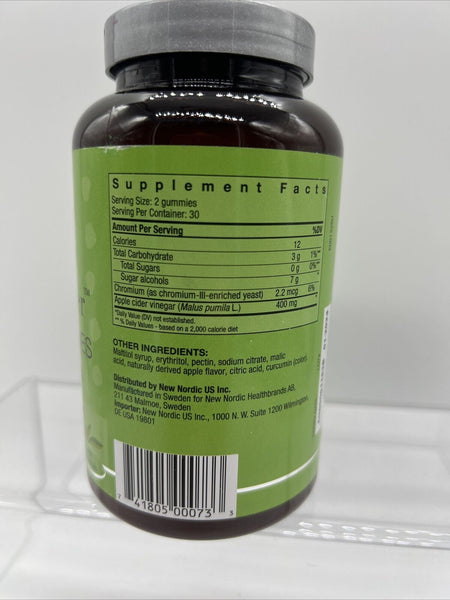 Supplement Facts
Serving Size: 2 gummies
Serving Per Container: 30
Amount Per Serving %DV
Calories 12
Total Carbohydrate 3 g 1%**
Total Sugars 0 g 0%**
Sugar alcohols 7 g *
Chromium (as chromium-III-enriched yeast) 2.2 mcg 6%
Apple cider vinegar (Malus pumila L.) 400 mg *
*Daily Value (DV) not established.
** % Daily Values - based on a 2,000 calorie diet
OTHER INGREDIENTS:
Maltitol syrup, erythritol, pectin, sodium citrate, malic
acid, naturally derived apple flavor, citric acid, curcumin (color).
Distributed by New Nordic US Inc.
Manufactured in Sweden for New Nordic Healthbrands AB,
211 43 Malmoe, Sweden
Importer: New Nordic US Inc., 1000 N. W. Suite 1200 Wilmington,
DE USA 19801
7 41805 00073 3
TM
ES